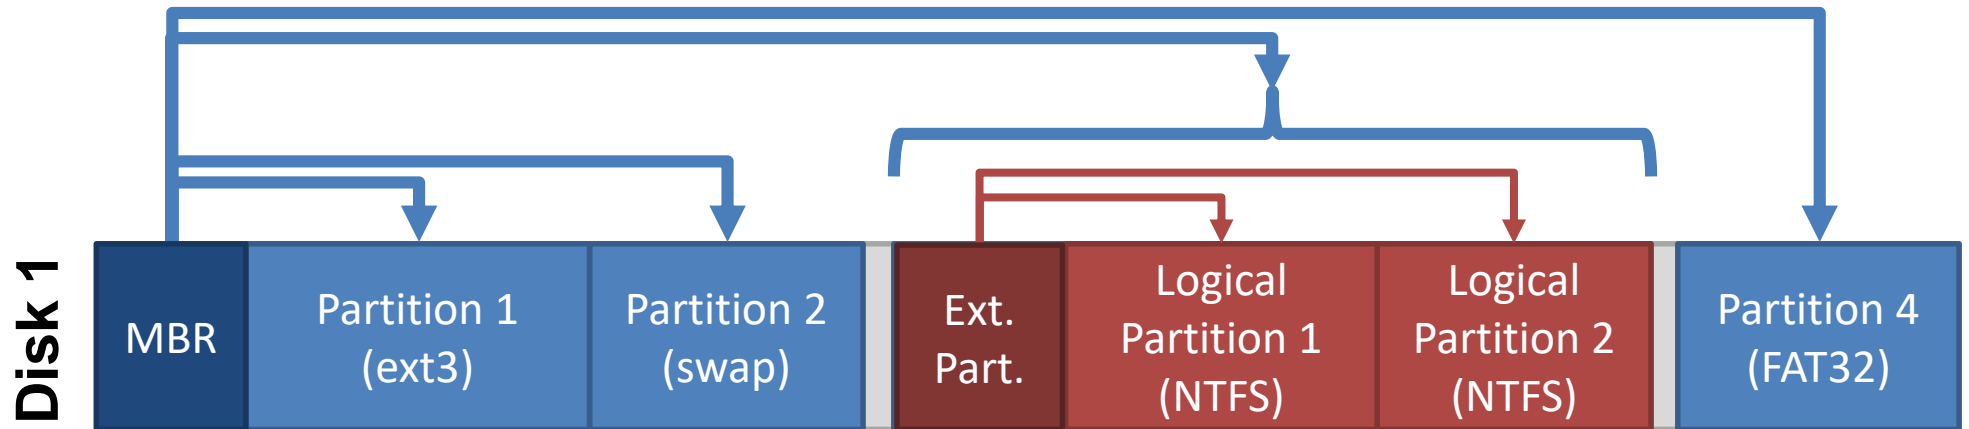 Disk 1
MBR
Partition 1
(ext3)
Partition 2
(swap)
Ext.
Part.
Logical
Partition 1
(NTFS)
Logical
Partition 2
(NTFS)
Partition 4
(FAT32)